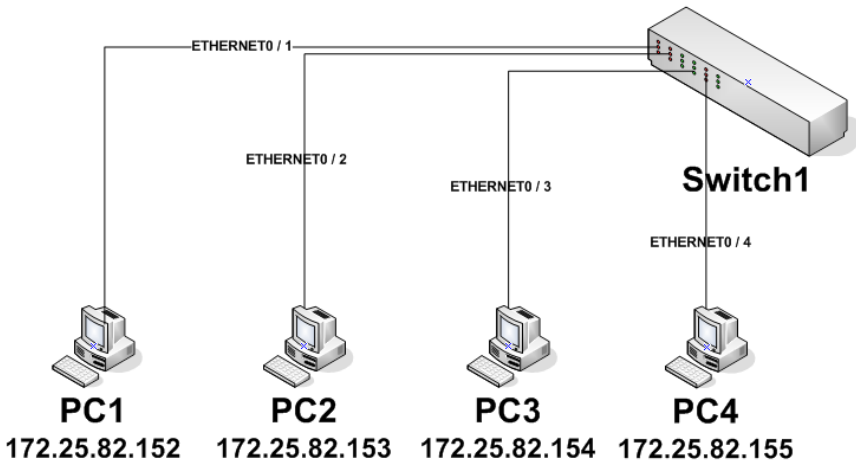 ETHERNET0 / 1
ETHERNET0 / 2
ETHERNET0 / 3
Switch1
ETHERNET0 / 4
PC1 PC2 PC3 PC4
172.25.82.152 172.25.82.153 172.25.82.154 172.25.82.155